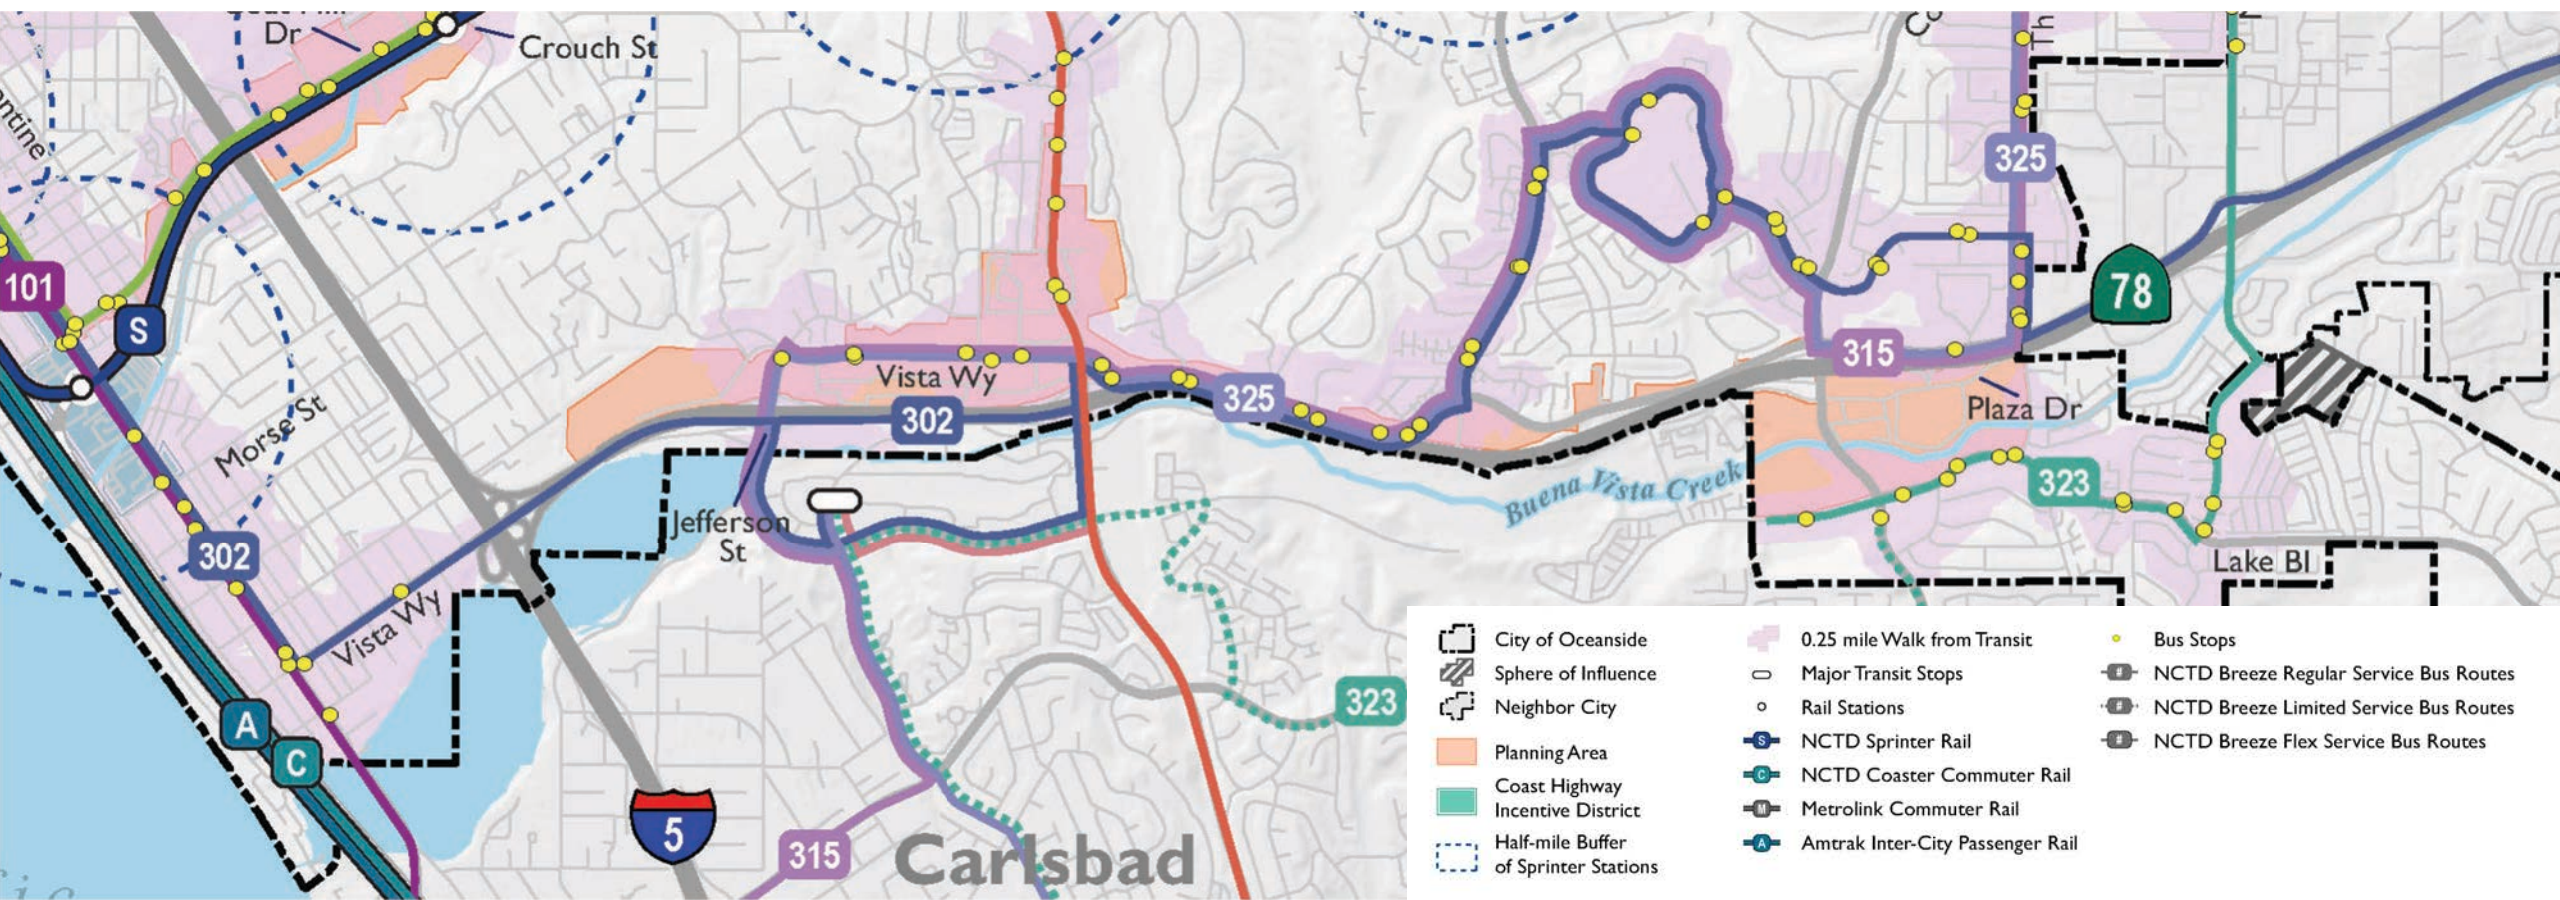 Dr
Crouch St
101
S
325
78
Vista Wy
315
302
325
Plaza Dr
Morse St
Buena Vista Creek
323
Jefferson
St
302
Lake Bl
Vista Wy
A
C
323
5
315
Carlsbad
City of Oceanside
Sphere of Influence
Neighbor City
Planning Area
Coast Highway
Incentive District
Half-mile Buffer
of Sprinter Stations
0.25 mile Walk from Transit
Major Transit Stops
Rail Stations
S NCTD Sprinter Rail
C NCTD Coaster Commuter Rail
M Metrolink Commuter Rail
A Amtrak Inter-City Passenger Rail
Bus Stops
# NCTD Breeze Regular Service Bus Routes
# NCTD Breeze Limited Service Bus Routes
# NCTD Breeze Flex Service Bus Routes